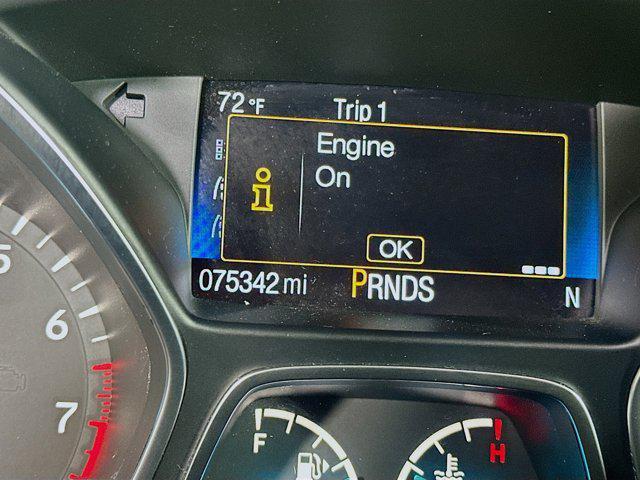 72 °F Trip 1
Engine
On
OK
075342 mi PRNDS N
5
6
7
F H